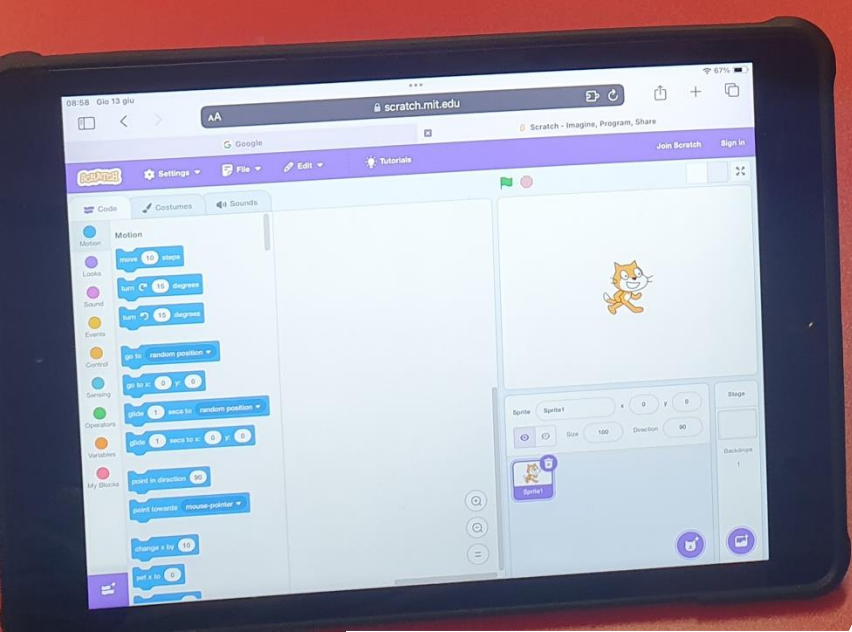 08:58 Gio 13 giu
67%
AA
scratch.mit.edu
Google
Scratch - Imagine, Program, Share
SCRATCH
Settings
File
Edit
Tutorials
Join Scratch
Sign in
Code
Costumes
Sounds
Motion
Looks
Sound
Events
Control
Sensing
Operators
Variables
My Blocks
Motion
move 10 steps
turn 15 degrees
turn 15 degrees
go to random position
go to x: 0 y: 0
glide 1 secs to random position
glide 1 secs to x: 0 y: 0
point in direction 90
point towards mouse-pointer
change x by 10
set x to 0
Sprite Sprite1 x 0 y 0
Size 100 Direction 90
Sprite1
Stage
Backdrops
1